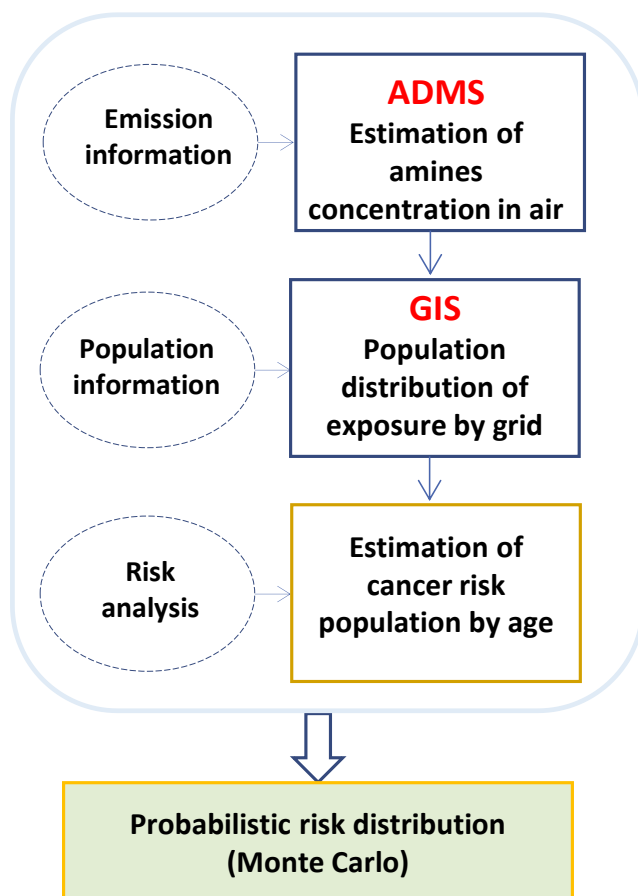 Emission
information
ADMS
Estimation of
amines
concentration in air
Population
information
GIS
Population
distribution of
exposure by grid
Risk
analysis
Estimation of
cancer risk
population by age
Probabilistic risk distribution
(Monte Carlo)